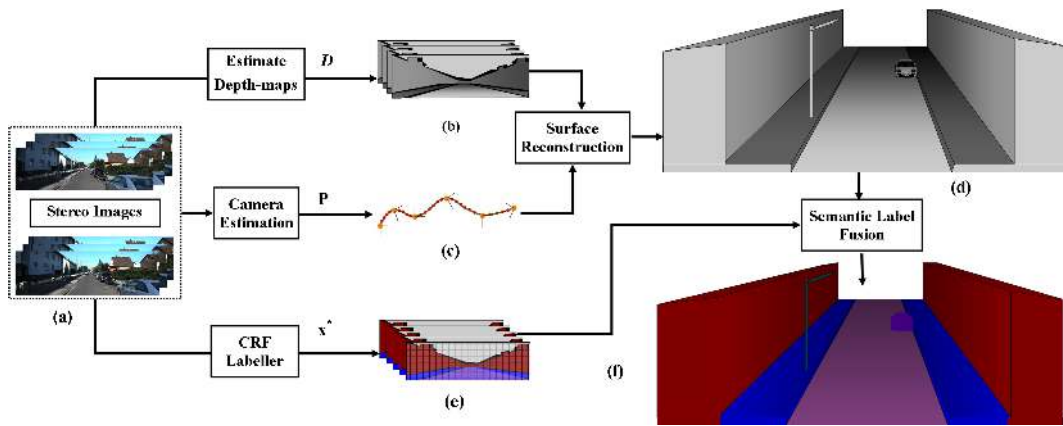 Estimate
Depth-maps
D
(b)
Surface
Reconstruction
(d)
Stereo Images
(a)
Camera
Estimation
P
(c)
Semantic Label
Fusion
CRF
Labeller
x*
(e)
(f)